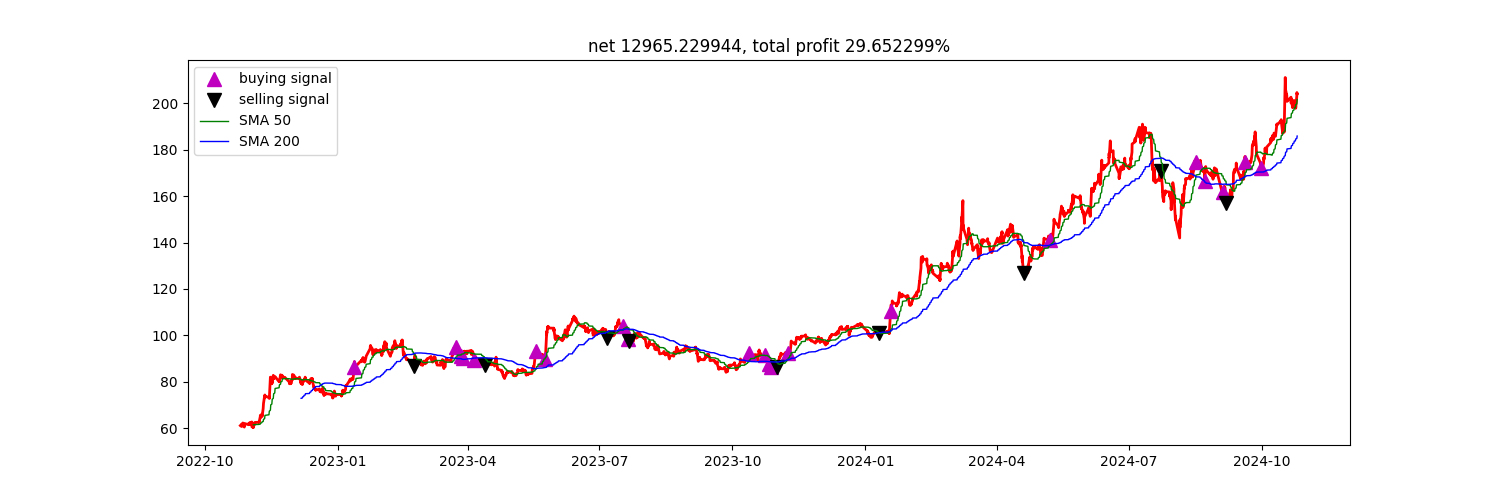 net 12965.229944, total profit 29.652299%
buying signal
selling signal
SMA 50
SMA 200
200
180
160
140
120
100
80
60
2022-10 2023-01 2023-04 2023-07 2023-10 2024-01 2024-04 2024-07 2024-10